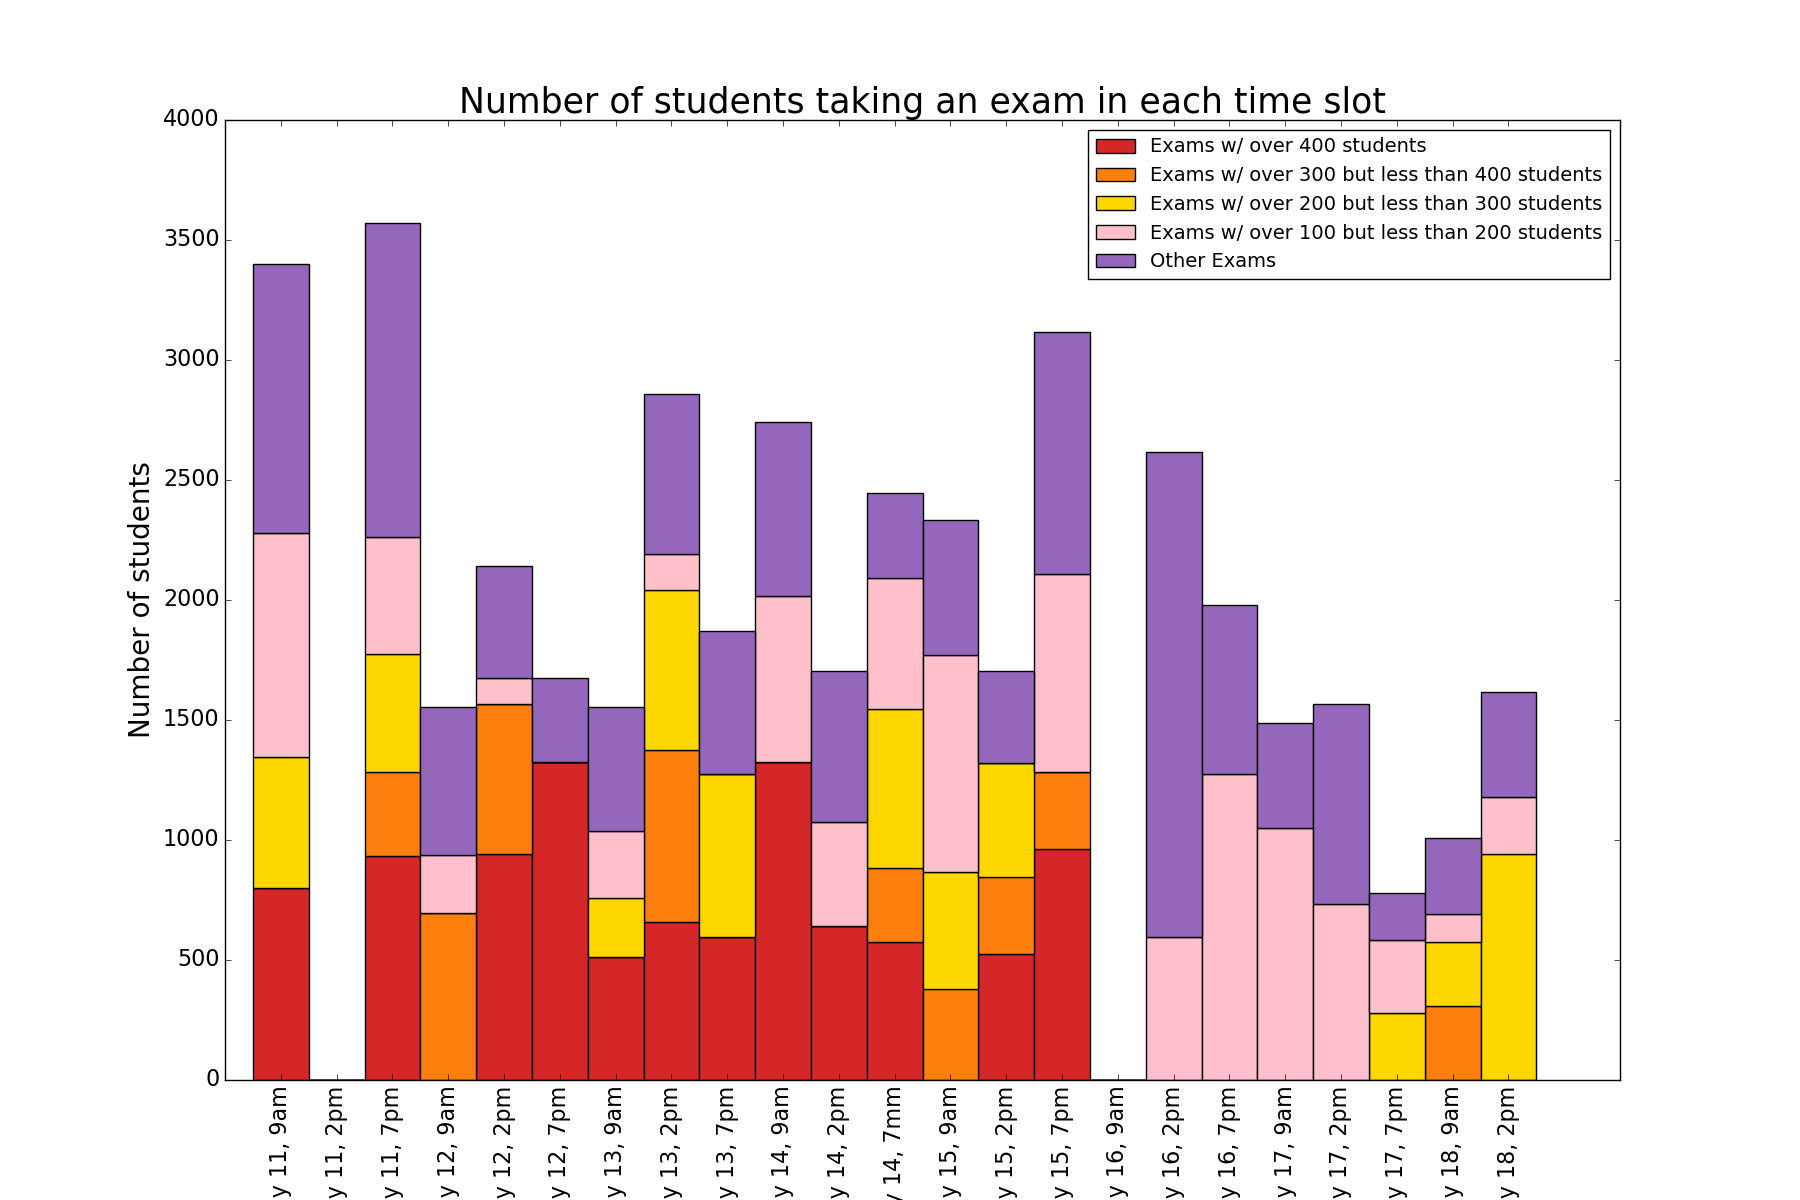 Number of students taking an exam in each time slot
Exams w/ over 400 students
Exams w/ over 300 but less than 400 students
Exams w/ over 200 but less than 300 students
Exams w/ over 100 but less than 200 students
Other Exams
Number of students
4000
3500
3000
2500
2000
1500
1000
500
0
y 11, 9am
y 11, 2pm
y 11, 7pm
y 12, 9am
y 12, 2pm
y 12, 7pm
y 13, 9am
y 13, 2pm
y 13, 7pm
y 14, 9am
y 14, 2pm
y 14, 7mm
y 15, 9am
y 15, 2pm
y 15, 7pm
y 16, 9am
y 16, 2pm
y 16, 7pm
y 17, 9am
y 17, 2pm
y 17, 7pm
y 18, 9am
y 18, 2pm